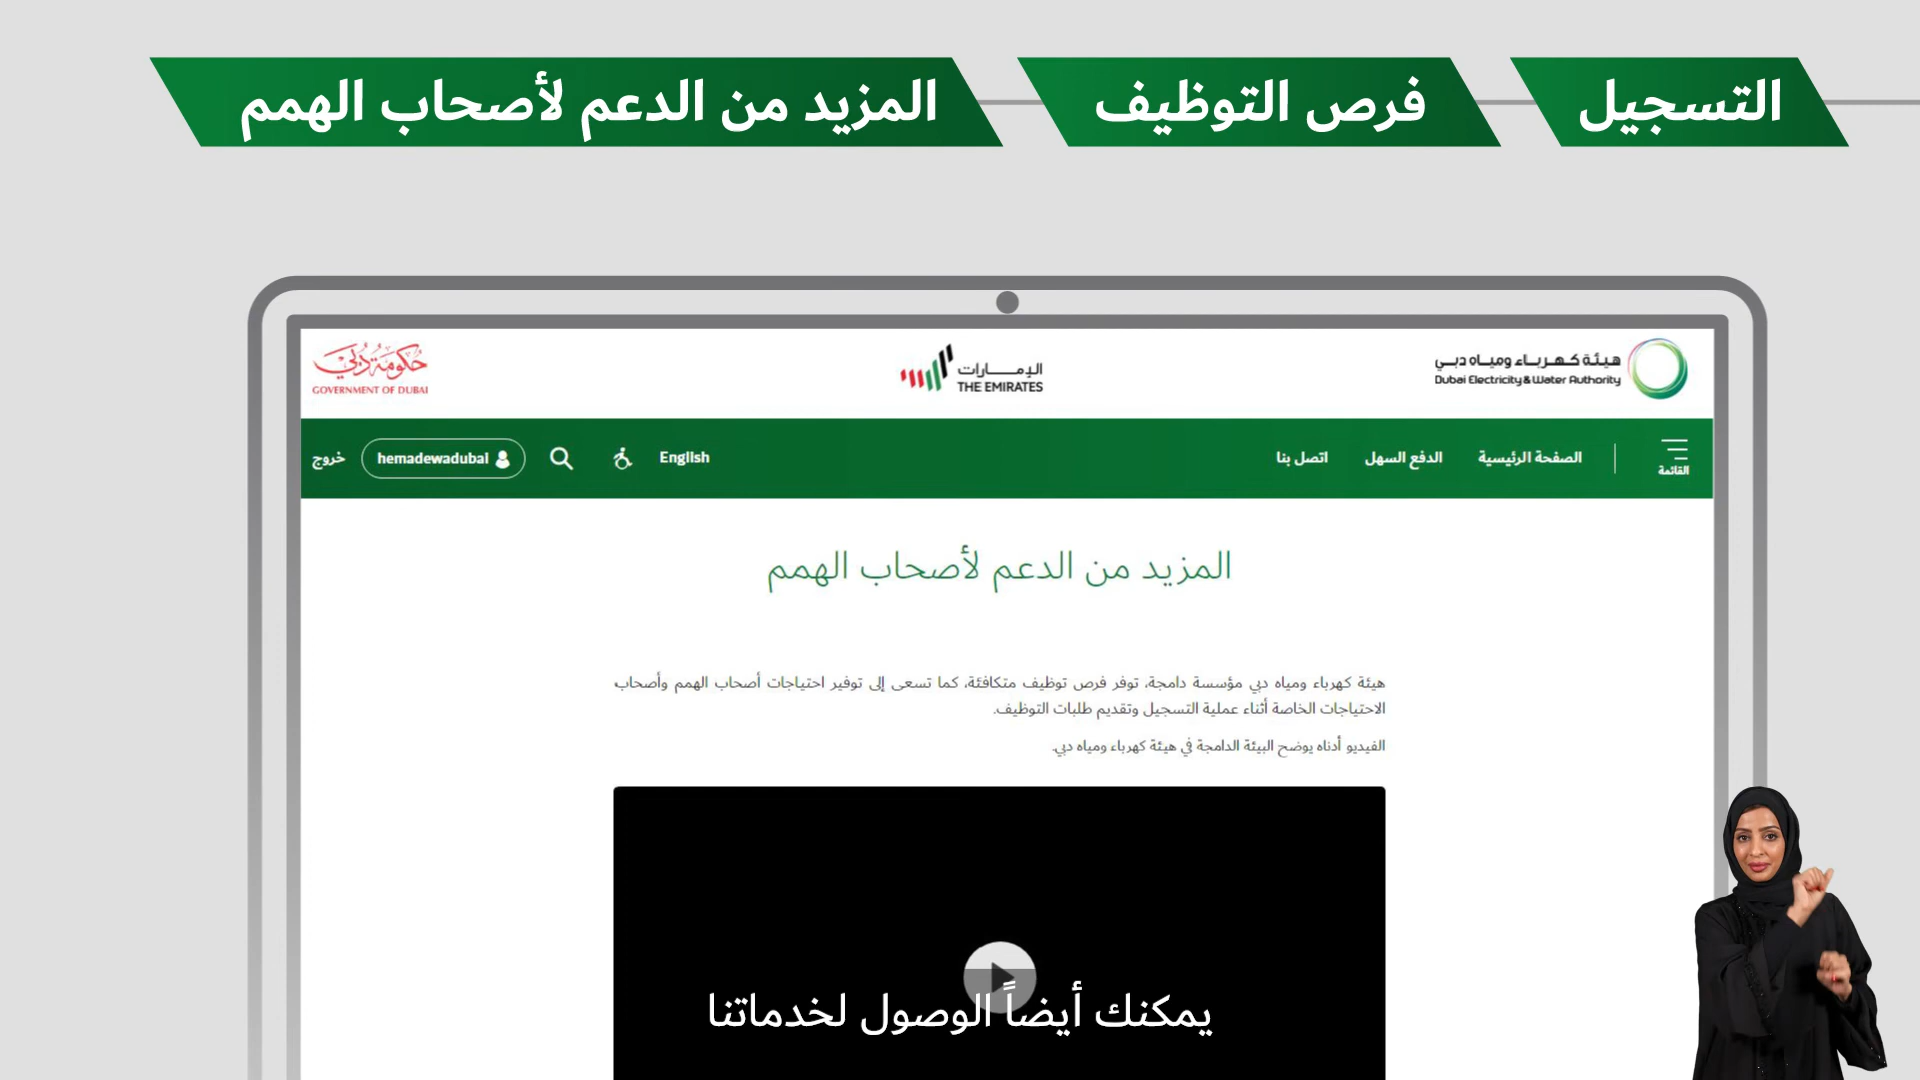 التسجيل
فرص التوظيف
المزيد من الدعم لأصحاب الهمم
هيئة كهرباء ومياه دبي
Dubai Electricity & Water Authority
الإمارات
THE EMIRATES
حكومة دبي
GOVERNMENT OF DUBAI
القائمة
الصفحة الرئيسية
الدفع السهل
اتصل بنا
English
hemadewadubai
خروج
المزيد من الدعم لأصحاب الهمم
هيئة كهرباء ومياه دبي مؤسسة دامجة، توفر فرص توظيف متكافئة، كما تسعى إلى توفير احتياجات أصحاب الهمم وأصحاب
الاحتياجات الخاصة أثناء عملية التسجيل وتقديم طلبات التوظيف.
الفيديو أدناه يوضح البيئة الدامجة في هيئة كهرباء ومياه دبي.
يمكنك أيضاً الوصول لخدماتنا